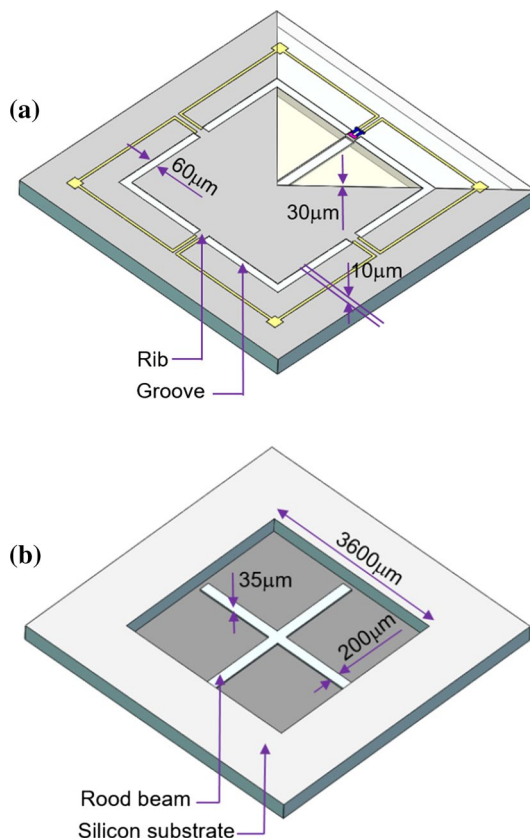 (a)
60μm
30μm
10μm
Rib
Groove
(b)
3600μm
35μm
200μm
Rood beam
Silicon substrate